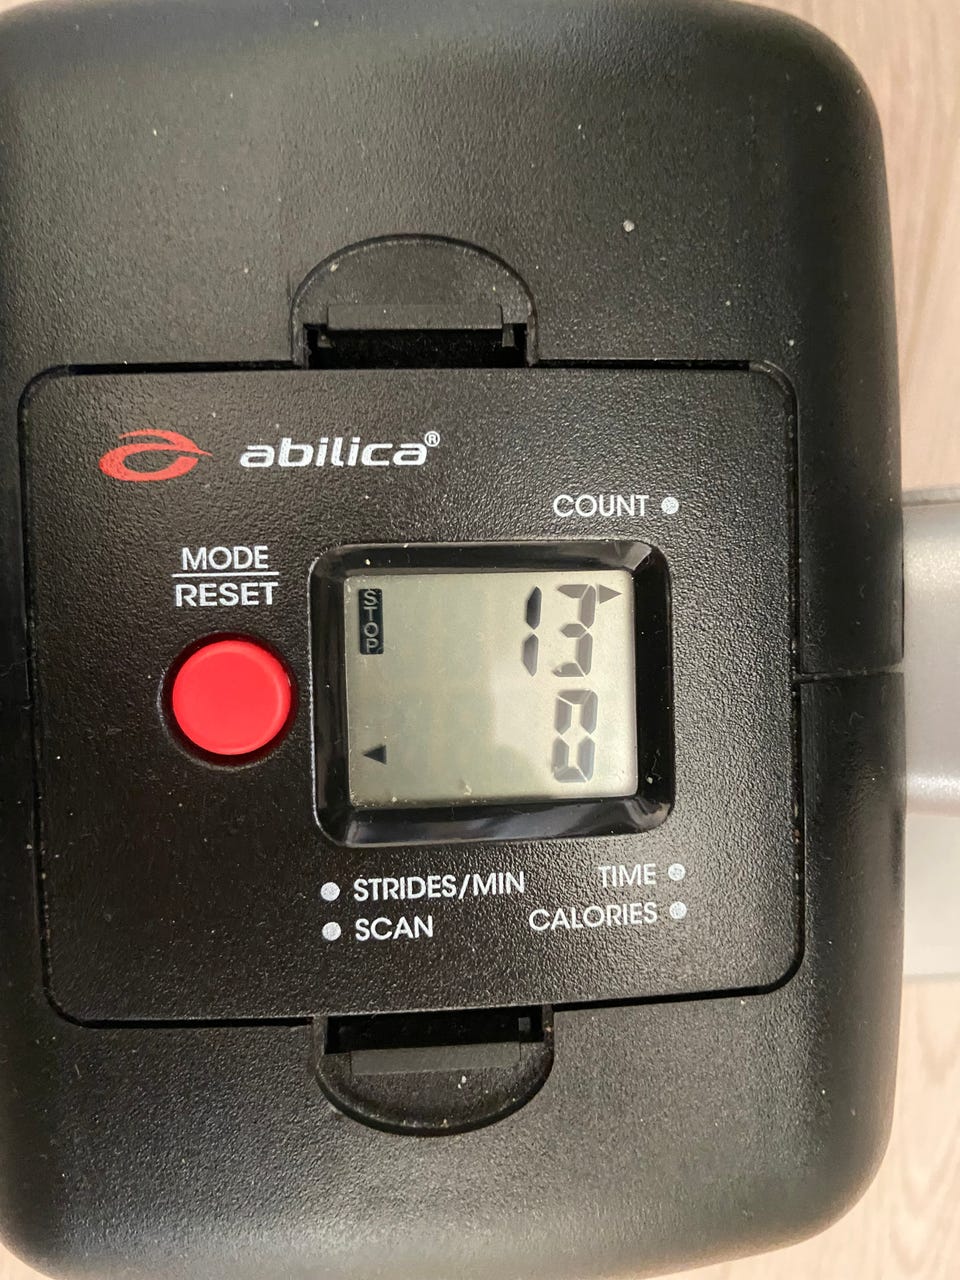 abilica®
COUNT
MODE
RESET
STOP
13
0
STRIDES/MIN
TIME
SCAN
CALORIES